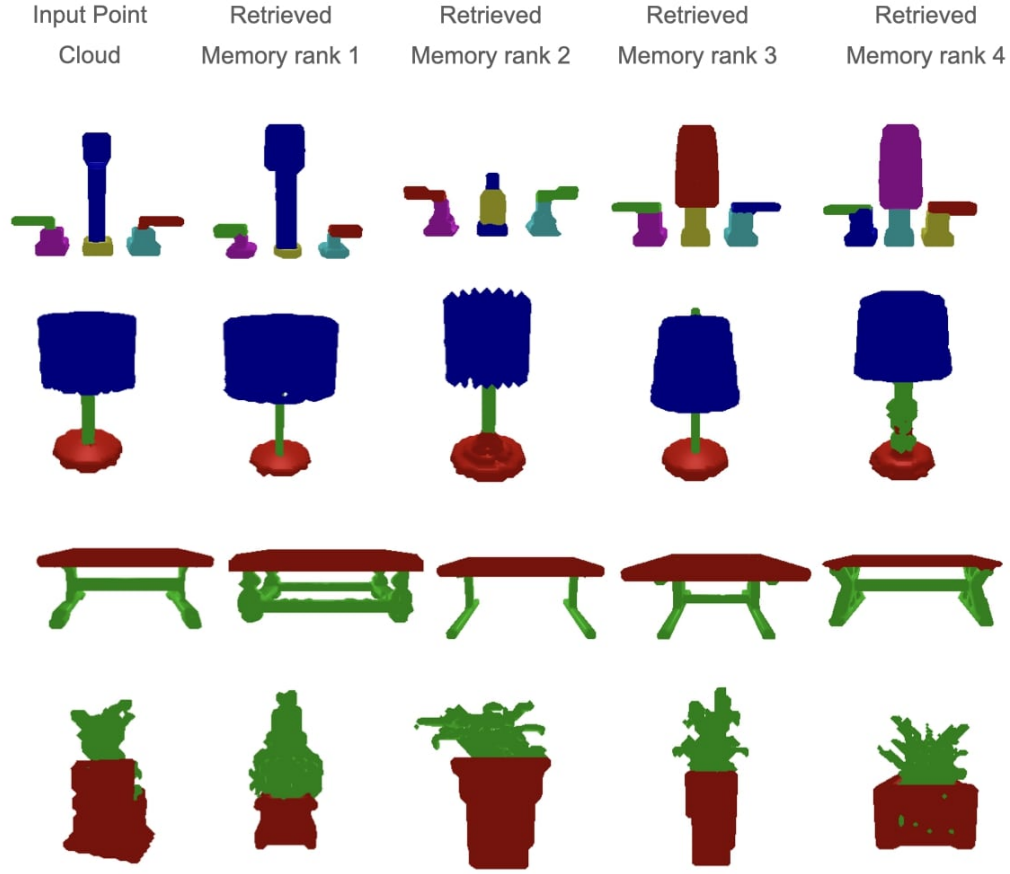 Input Point
Cloud
Retrieved
Memory rank 1
Retrieved
Memory rank 2
Retrieved
Memory rank 3
Retrieved
Memory rank 4